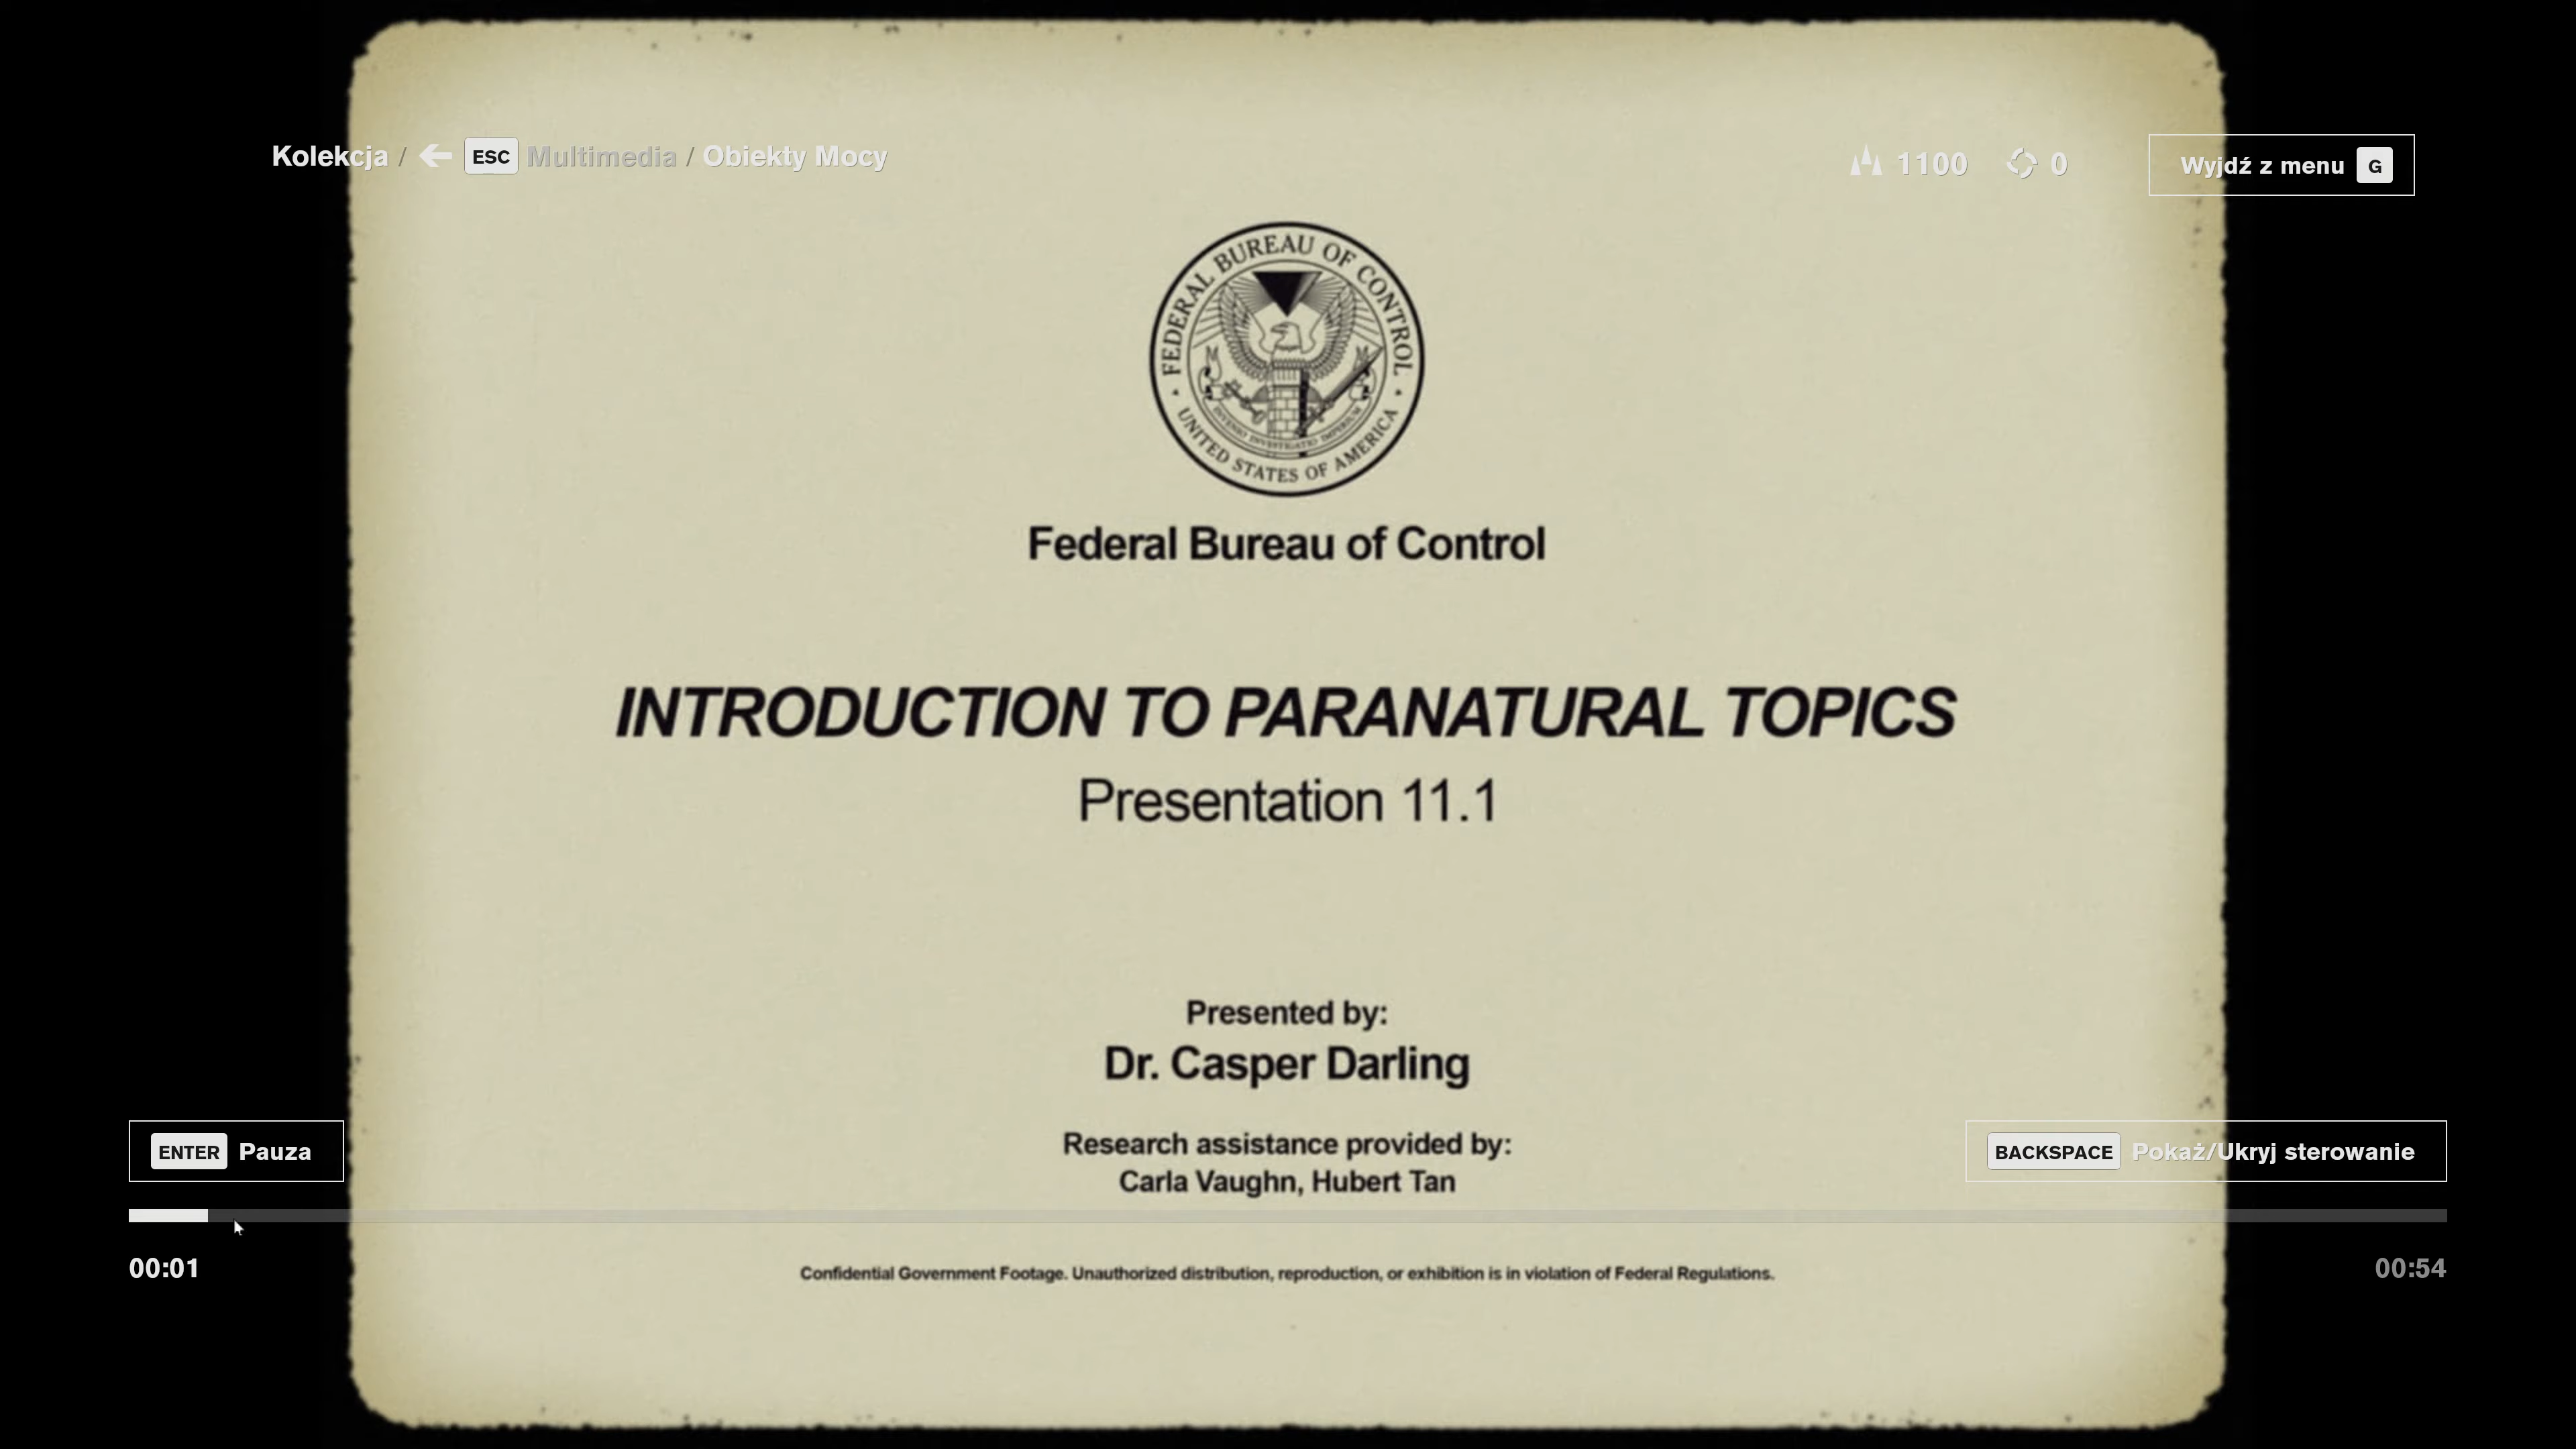 Kolekcja / ESC Multimedia / Obiekty Mocy
1100
0
Wyjdź z menu G
FEDERAL BUREAU OF CONTROL
INVENIO INVESTIGATIO IMPERIUM
UNITED STATES OF AMERICA
Federal Bureau of Control
INTRODUCTION TO PARANATURAL TOPICS
Presentation 11.1
Presented by:
Dr. Casper Darling
Research assistance provided by:
Carla Vaughn, Hubert Tan
ENTER Pauza
BACKSPACE Pokaż/Ukryj sterowanie
00:01
00:54
Confidential Government Footage. Unauthorized distribution, reproduction, or exhibition is in violation of Federal Regulations.